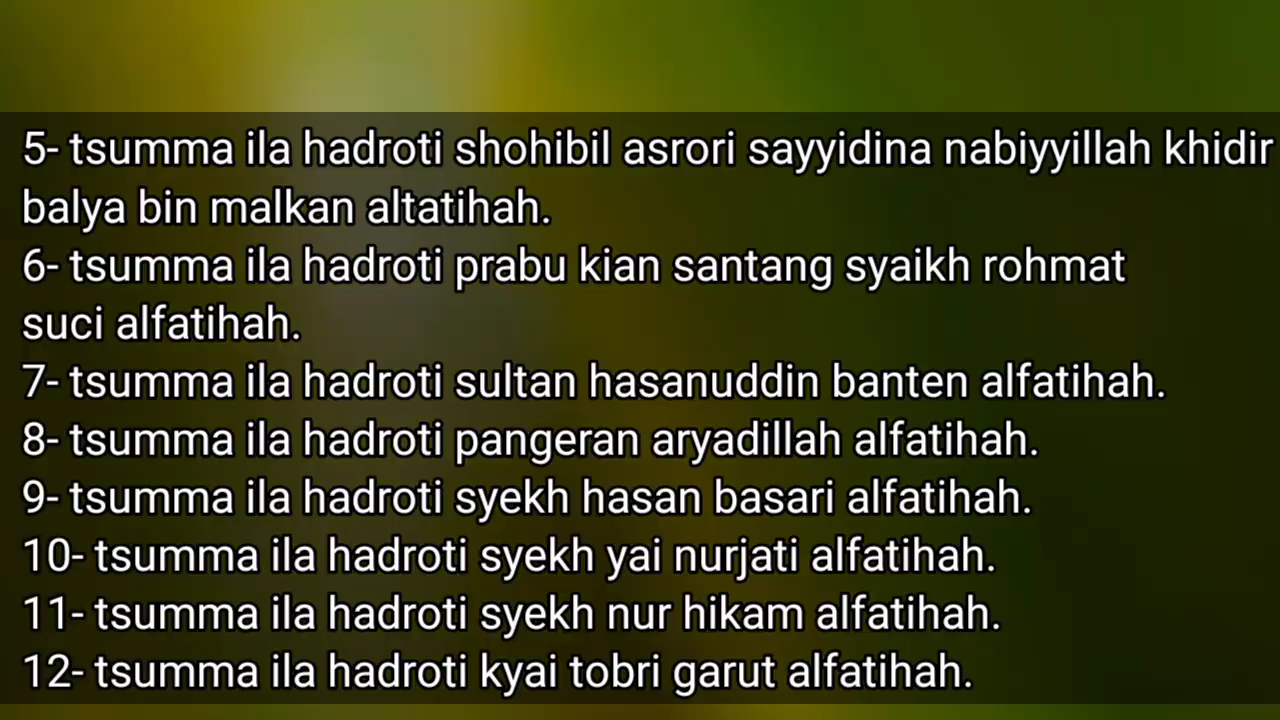 5- tsumma ila hadroti shohibil asrori sayyidina nabiyyillah khidir
balya bin malkan altatihah.
6- tsumma ila hadroti prabu kian santang syaikh rohmat
suci alfatihah.
7- tsumma ila hadroti sultan hasanuddin banten alfatihah.
8- tsumma ila hadroti pangeran aryadillah alfatihah.
9- tsumma ila hadroti syekh hasan basari alfatihah.
10- tsumma ila hadroti syekh yai nurjati alfatihah.
11- tsumma ila hadroti syekh nur hikam alfatihah.
12- tsumma ila hadroti kyai tobri garut alfatihah.